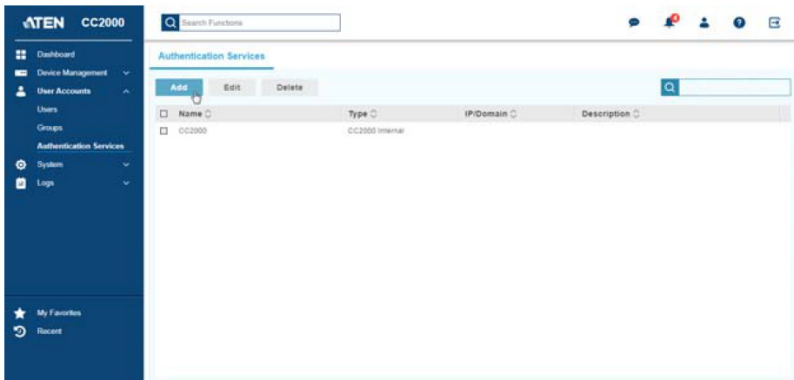 ATEN CC2000
Search Functions
4
Dashboard
Device Management
User Accounts
Users
Groups
Authentication Services
System
Logs
My Favorites
Recent
Authentication Services
Add Edit Delete
Name Type IP/Domain Description
CC2000 CC2000 Internal